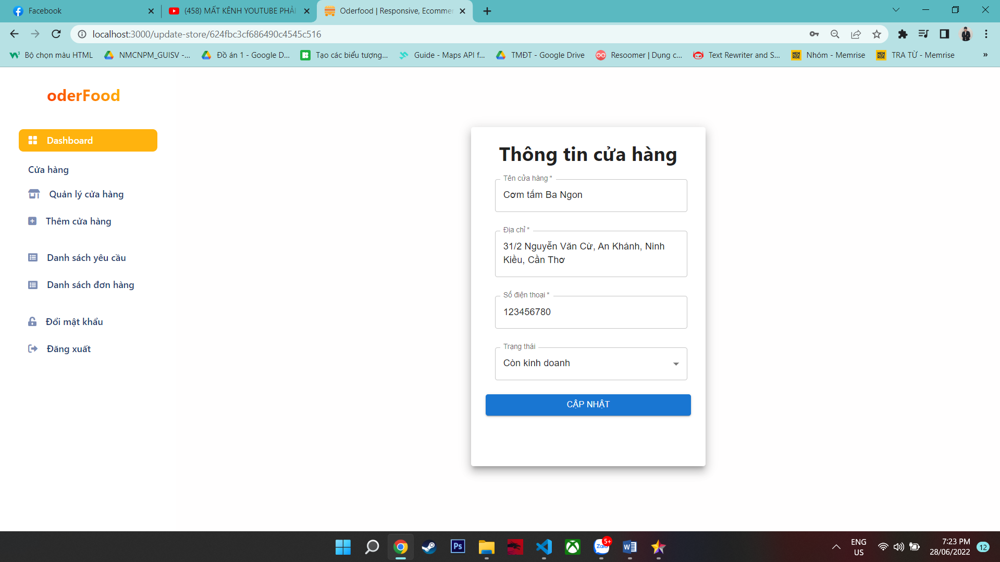 Facebook
(458) MẤT KÊNH YOUTUBE PHẢI
Oderfood | Responsive, Ecommer
localhost:3000/update-store/624fbc3cf686490c4545c516
Bộ chọn màu HTML
NMCNPM_GUISV -...
Đồ án 1 - Google D...
Tạo các biểu tượng...
Guide - Maps API f...
TMĐT - Google Drive
Resoomer | Dụng c...
Text Rewriter and S...
Nhóm - Memrise
TRA TỪ - Memrise
»
oderFood
Dashboard
Cửa hàng
Quản lý cửa hàng
Thêm cửa hàng
Danh sách yêu cầu
Danh sách đơn hàng
Đổi mật khẩu
Đăng xuất
Thông tin cửa hàng
Tên cửa hàng *
Cơm tấm Ba Ngon
Địa chỉ *
31/2 Nguyễn Văn Cừ, An Khánh, Ninh
Kiều, Cần Thơ
Số điện thoại *
123456780
Trạng thái
Còn kinh doanh
CẬP NHẬT
Ps
Zalo
5+
W
ENG
US
7:23 PM
28/06/2022
12